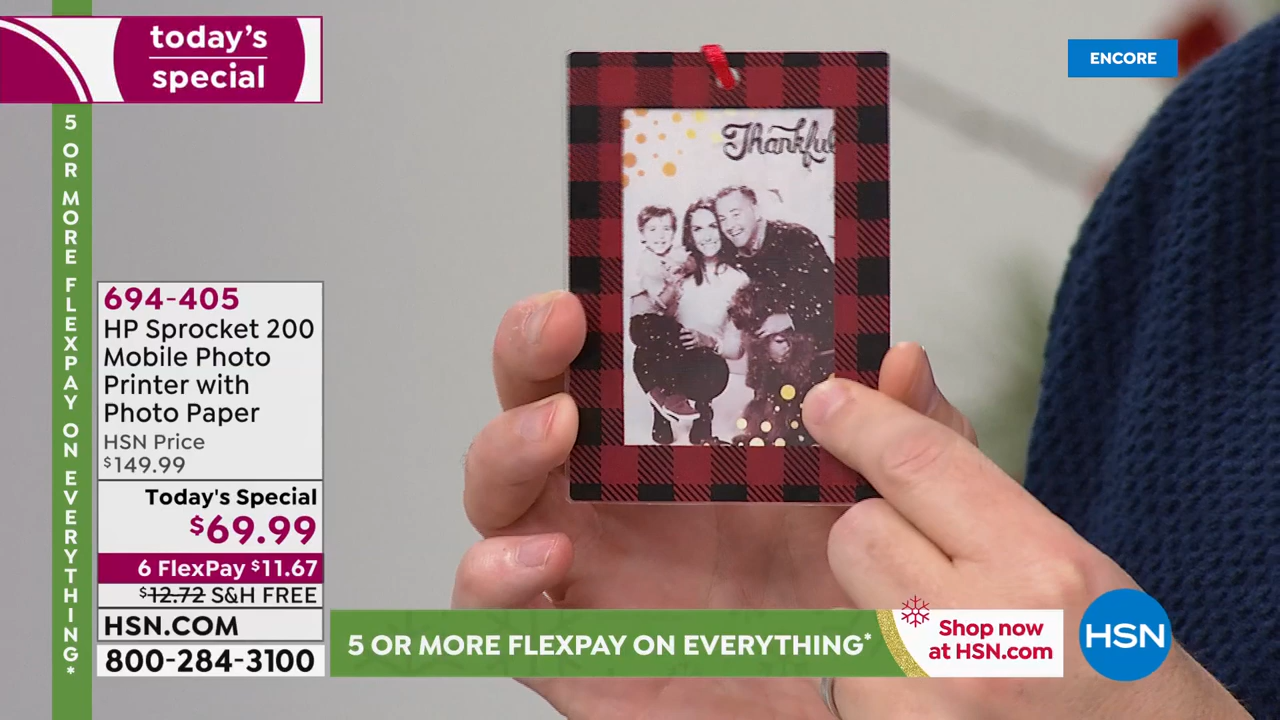 today's
special
ENCORE
5 OR MORE FLEXPAY ON EVERYTHING*
Thankful
694-405
HP Sprocket 200
Mobile Photo
Printer with
Photo Paper
HSN Price
$149.99
Today's Special
$69.99
6 FlexPay $11.67
$12.72 S&H FREE
HSN.COM
800-284-3100
5 OR MORE FLEXPAY ON EVERYTHING*
Shop now
at HSN.com
HSN